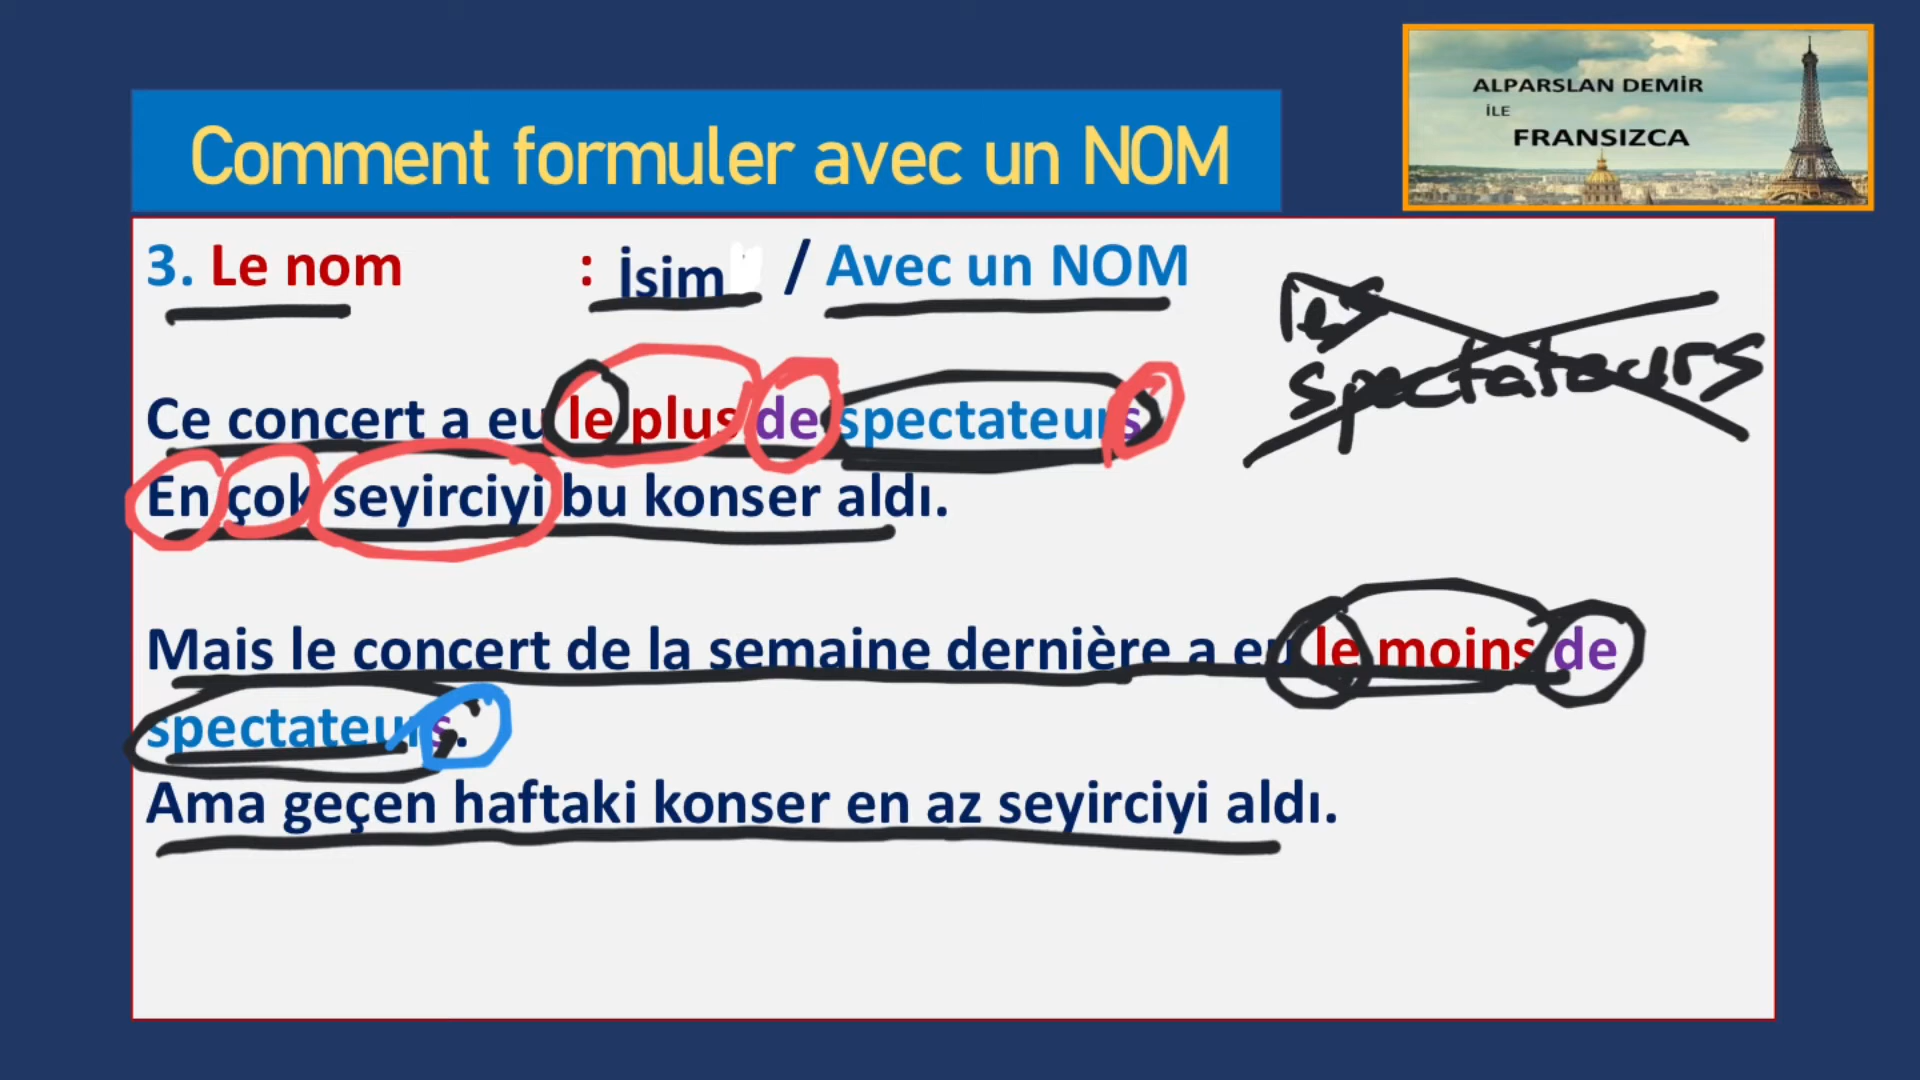 ALPARSLAN DEMİR
İLE
FRANSIZCA
Comment formuler avec un NOM
3. Le nom : İsim / Avec un NOM
les
spectateurs
Ce concert a eu le plus de spectateurs
En çok seyirciyi bu konser aldı.
Mais le concert de la semaine dernière a eu le moins de
spectateurs.
Ama geçen haftaki konser en az seyirciyi aldı.